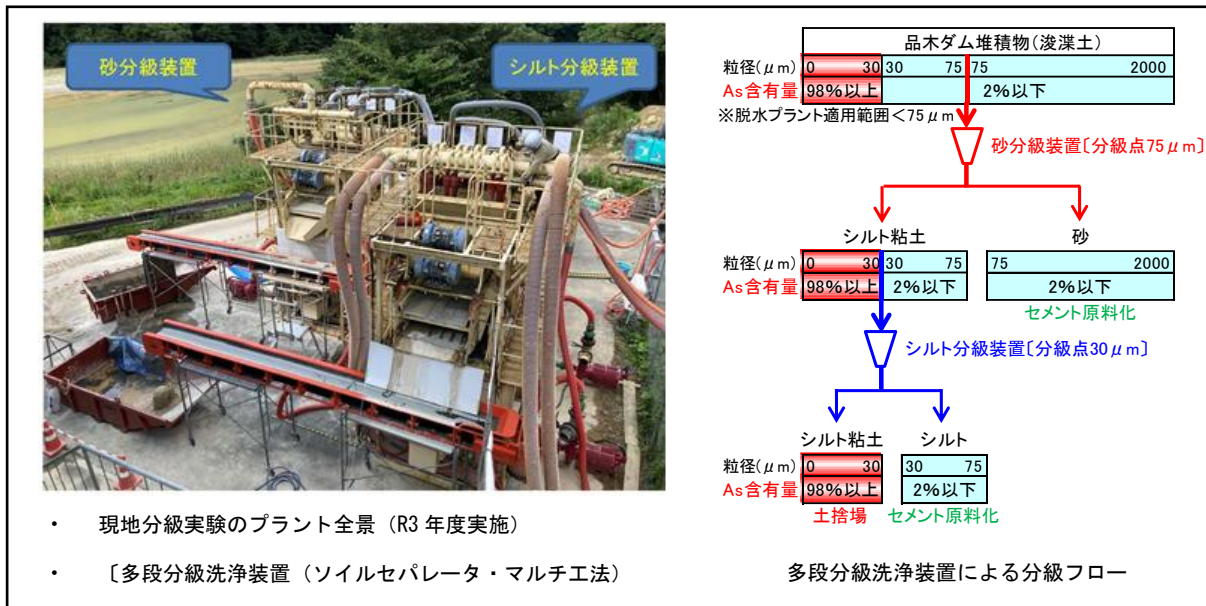 砂分級装置
シルト分級装置
・ 現地分級実験のプラント全景（R3 年度実施）
・ 〔多段分級洗浄装置（ソイルセパレータ・マルチ工法）
品木ダム堆積物(浚渫土)
粒径(μm) 0 30 30 75 75 2000
As含有量 98%以上 2%以下
※脱水プラント適用範囲＜75μm
砂分級装置〔分級点75μm〕
シルト粘土 砂
粒径(μm) 0 30 30 75 75 2000
As含有量 98%以上 2%以下 2%以下
セメント原料化
シルト分級装置〔分級点30μm〕
シルト粘土 シルト
粒径(μm) 0 30 30 75
As含有量 98%以上 2%以下
土捨場 セメント原料化
多段分級洗浄装置による分級フロー